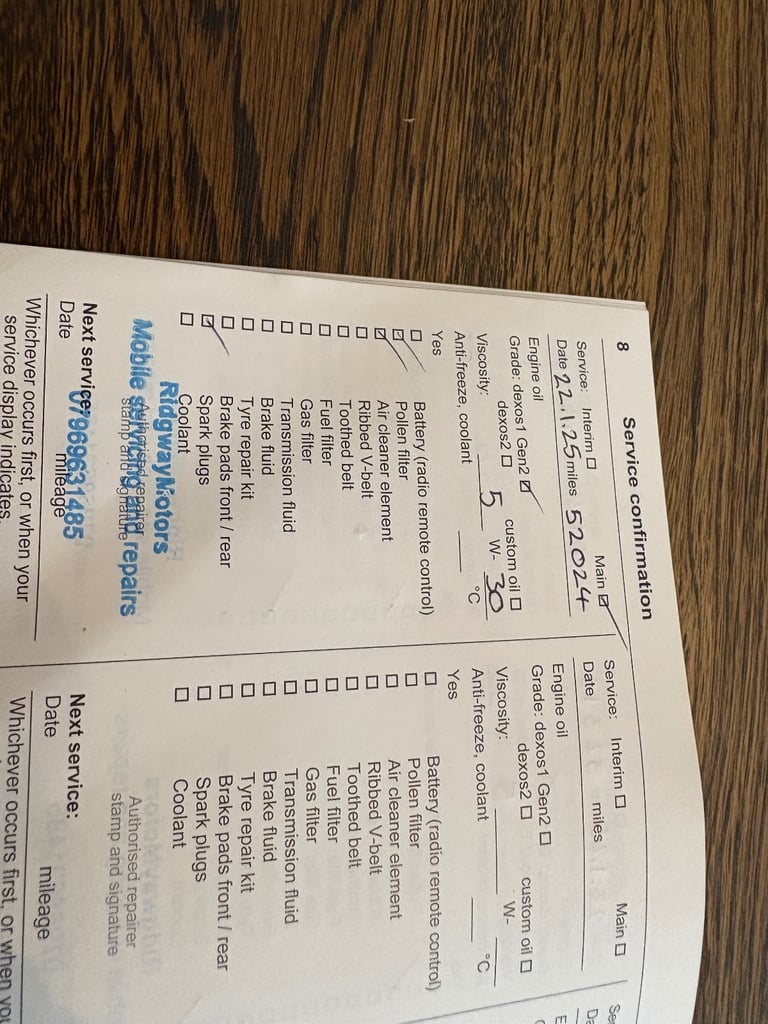 8
Service confirmation
Service: Interim ☐ Main ☑
Date 22.1.25 miles 52024
Engine oil
Grade: dexos1 Gen2 ☑ custom oil ☐
dexos2 ☐
Viscosity: 5 W- 30
Anti-freeze, coolant ____ °C
Yes
☐ Battery (radio remote control)
☑ Pollen filter
☑ Air cleaner element
☐ Ribbed V-belt
☐ Toothed belt
☐ Fuel filter
☐ Gas filter
☐ Transmission fluid
☐ Brake fluid
☐ Tyre repair kit
☐ Brake pads front / rear
☑ Spark plugs
☐ Coolant
RidgwayMotors
Authorised repairer
Mobile servicing and repairs
stamp and signature
07969631485
Next service:
Date mileage
Whichever occurs first, or when your
service display indicates.
Service: Interim ☐ Main ☐
Date miles
Engine oil
Grade: dexos1 Gen2 ☐ custom oil ☐
dexos2 ☐
Viscosity: ____ W- ____
Anti-freeze, coolant ____ °C
Yes
☐ Battery (radio remote control)
☐ Pollen filter
☐ Air cleaner element
☐ Ribbed V-belt
☐ Toothed belt
☐ Fuel filter
☐ Gas filter
☐ Transmission fluid
☐ Brake fluid
☐ Tyre repair kit
☐ Brake pads front / rear
☐ Spark plugs
☐ Coolant
Authorised repairer
stamp and signature
Next service:
Date mileage
Whichever occurs first, or when you